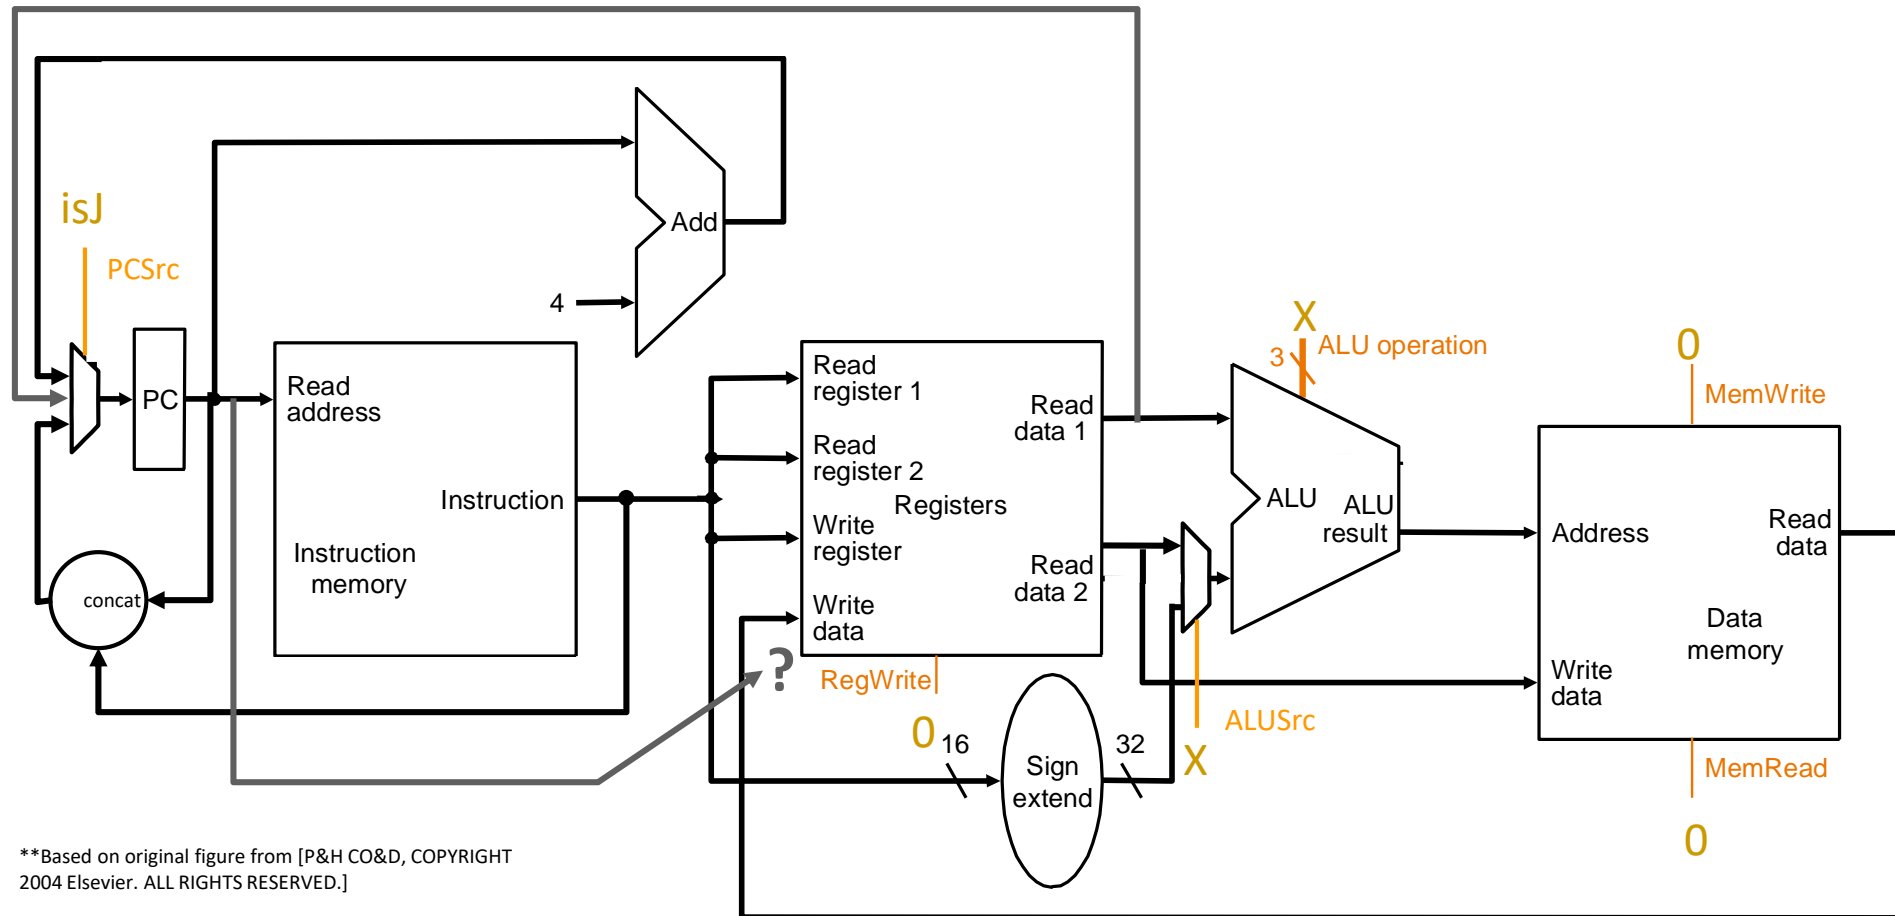 isJ
PCSrc
Add
4
PC
Read
address
Instruction
Instruction
memory
concat
Read
register 1
Read
register 2
Write
register
Write
data
Registers
Read
data 1
Read
data 2
?
RegWrite
0
16
Sign
extend
32
X
ALUSrc
X
3
ALU operation
ALU
ALU
result
0
MemWrite
Address
Read
data
Data
memory
Write
data
MemRead
0
**Based on original figure from [P&H CO&D, COPYRIGHT
2004 Elsevier. ALL RIGHTS RESERVED.]